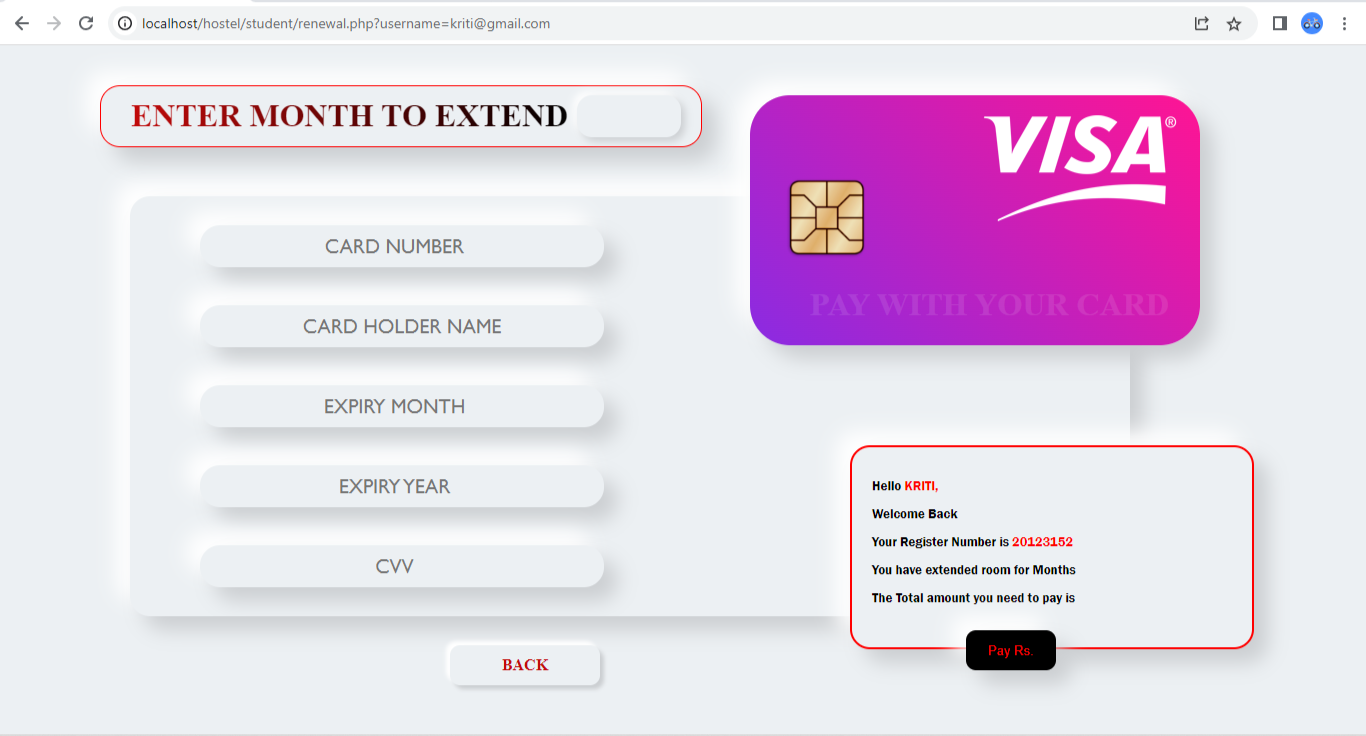 localhost/hostel/student/renewal.php?username=kriti@gmail.com
ENTER MONTH TO EXTEND
VISA®
PAY WITH YOUR CARD
CARD NUMBER
CARD HOLDER NAME
EXPIRY MONTH
EXPIRY YEAR
CVV
Hello KRITI,
Welcome Back
Your Register Number is 20123152
You have extended room for Months
The Total amount you need to pay is
Pay Rs.
BACK